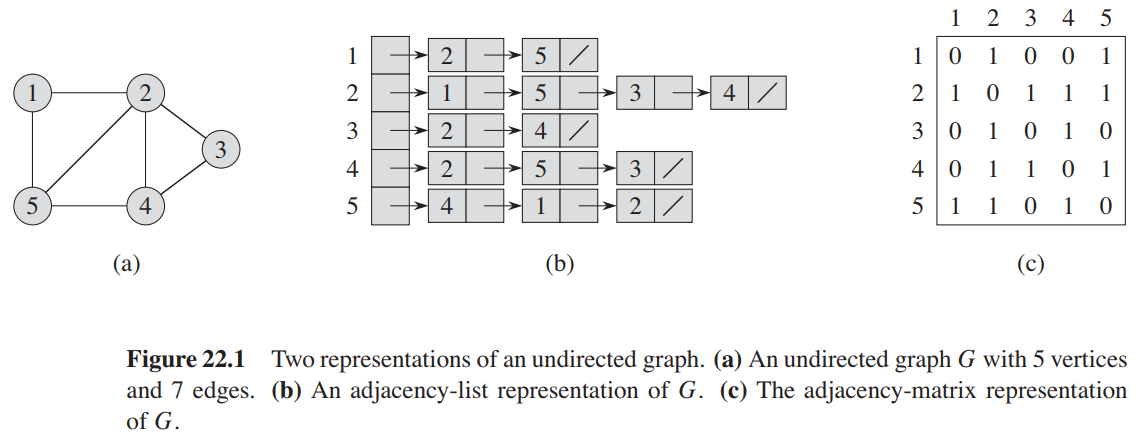 1 2 3 4 5
1 2 5 / 1 0 1 0 0 1
1 2 2 1 5 3 4 / 2 1 0 1 1 1
3 3 2 4 / 3 0 1 0 1 0
4 2 5 3 / 4 0 1 1 0 1
5 4 5 4 1 2 / 5 1 1 0 1 0
(a) (b) (c)
Figure 22.1 Two representations of an undirected graph. (a) An undirected graph G with 5 vertices
and 7 edges. (b) An adjacency-list representation of G. (c) The adjacency-matrix representation
of G.